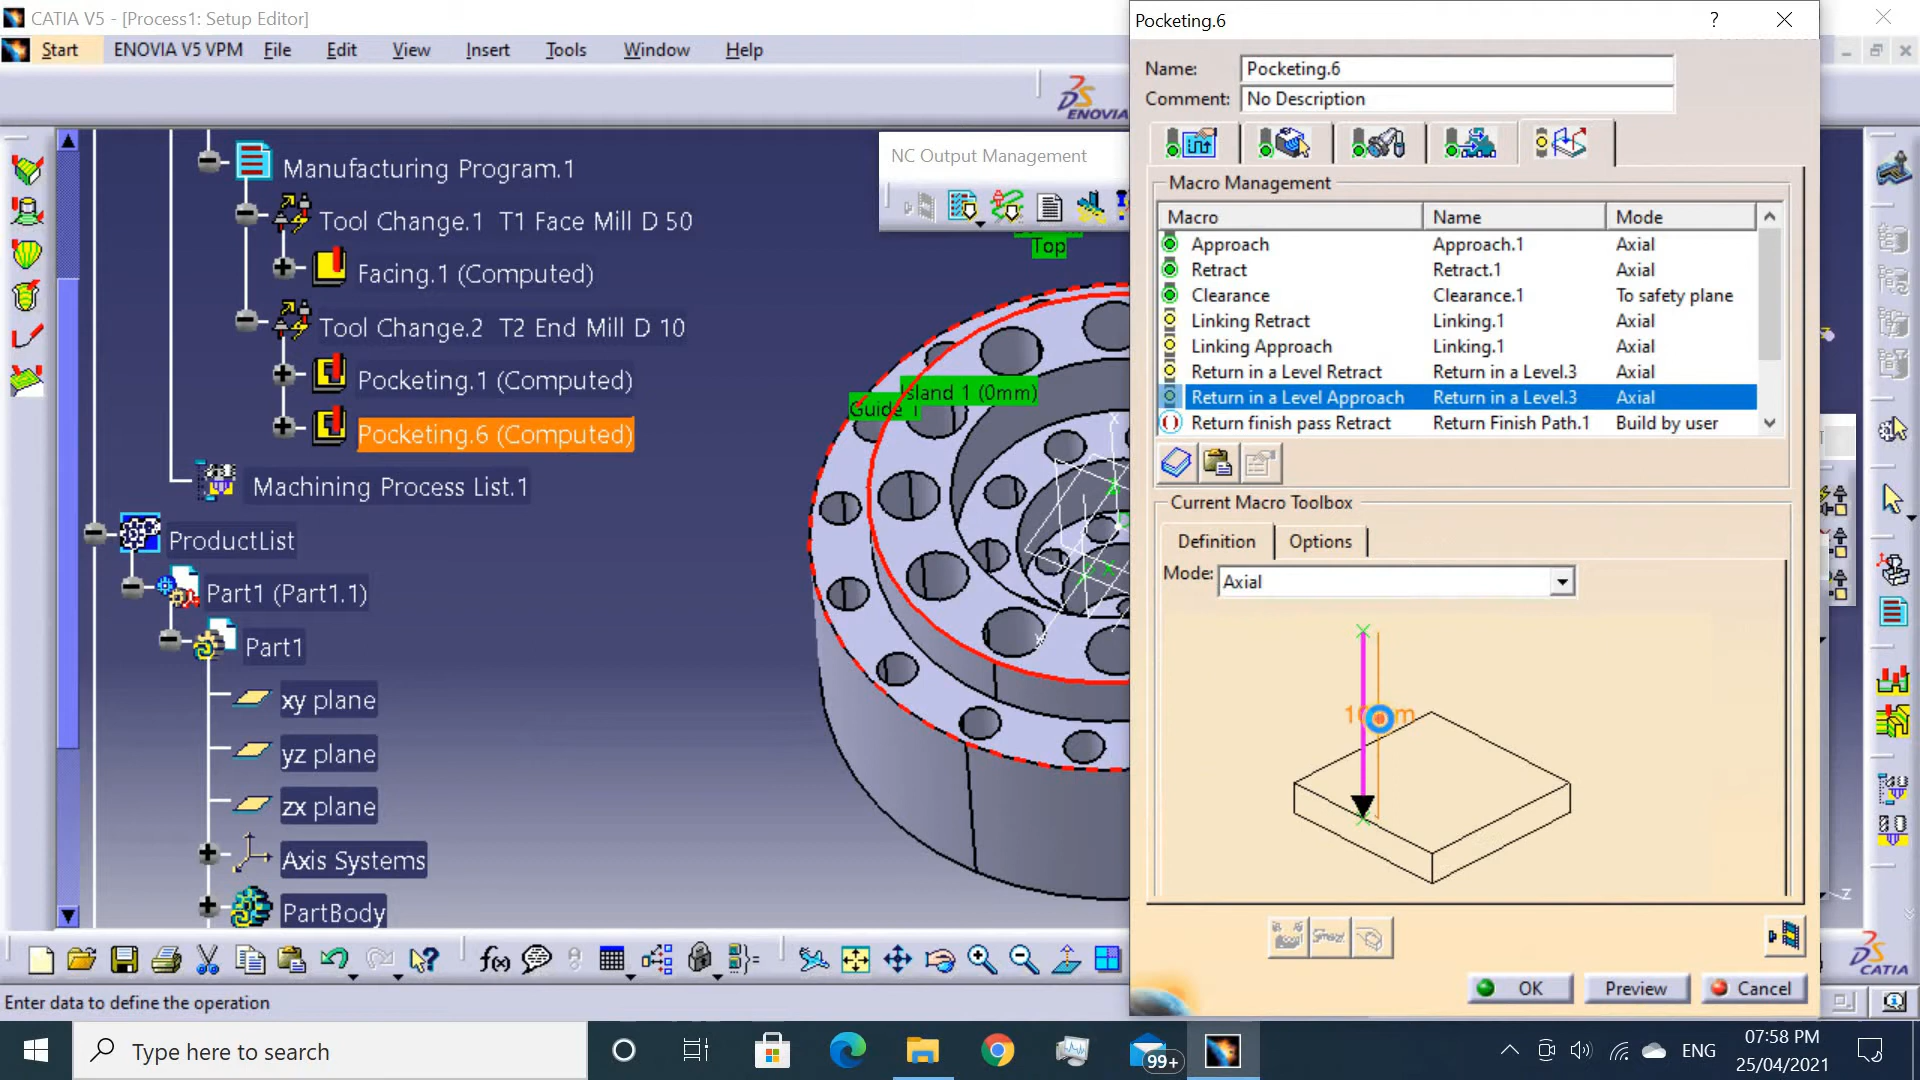 CATIA V5 - [Process1: Setup Editor]
Start ENOVIA V5 VPM File Edit View Insert Tools Window Help
ENOVIA
NC Output Management
Manufacturing Program.1
Tool Change.1 T1 Face Mill D 50
Facing.1 (Computed)
Tool Change.2 T2 End Mill D 10
Pocketing.1 (Computed)
Pocketing.6 (Computed)
Machining Process List.1
ProductList
Part1 (Part1.1)
Part1
xy plane
yz plane
zx plane
Axis Systems
PartBody
Top
Island 1 (0mm)
Guide 1
Pocketing.6
?
Name: Pocketing.6
Comment: No Description
Macro Management
Macro Name Mode
Approach Approach.1 Axial
Retract Retract.1 Axial
Clearance Clearance.1 To safety plane
Linking Retract Linking.1 Axial
Linking Approach Linking.1 Axial
Return in a Level Retract Return in a Level.3 Axial
Return in a Level Approach Return in a Level.3 Axial
Return finish pass Retract Return Finish Path.1 Build by user
Current Macro Toolbox
Definition Options
Mode: Axial
OK Preview Cancel
f(x)
CATIA
Enter data to define the operation
Type here to search
99+
ENG
07:58 PM
25/04/2021